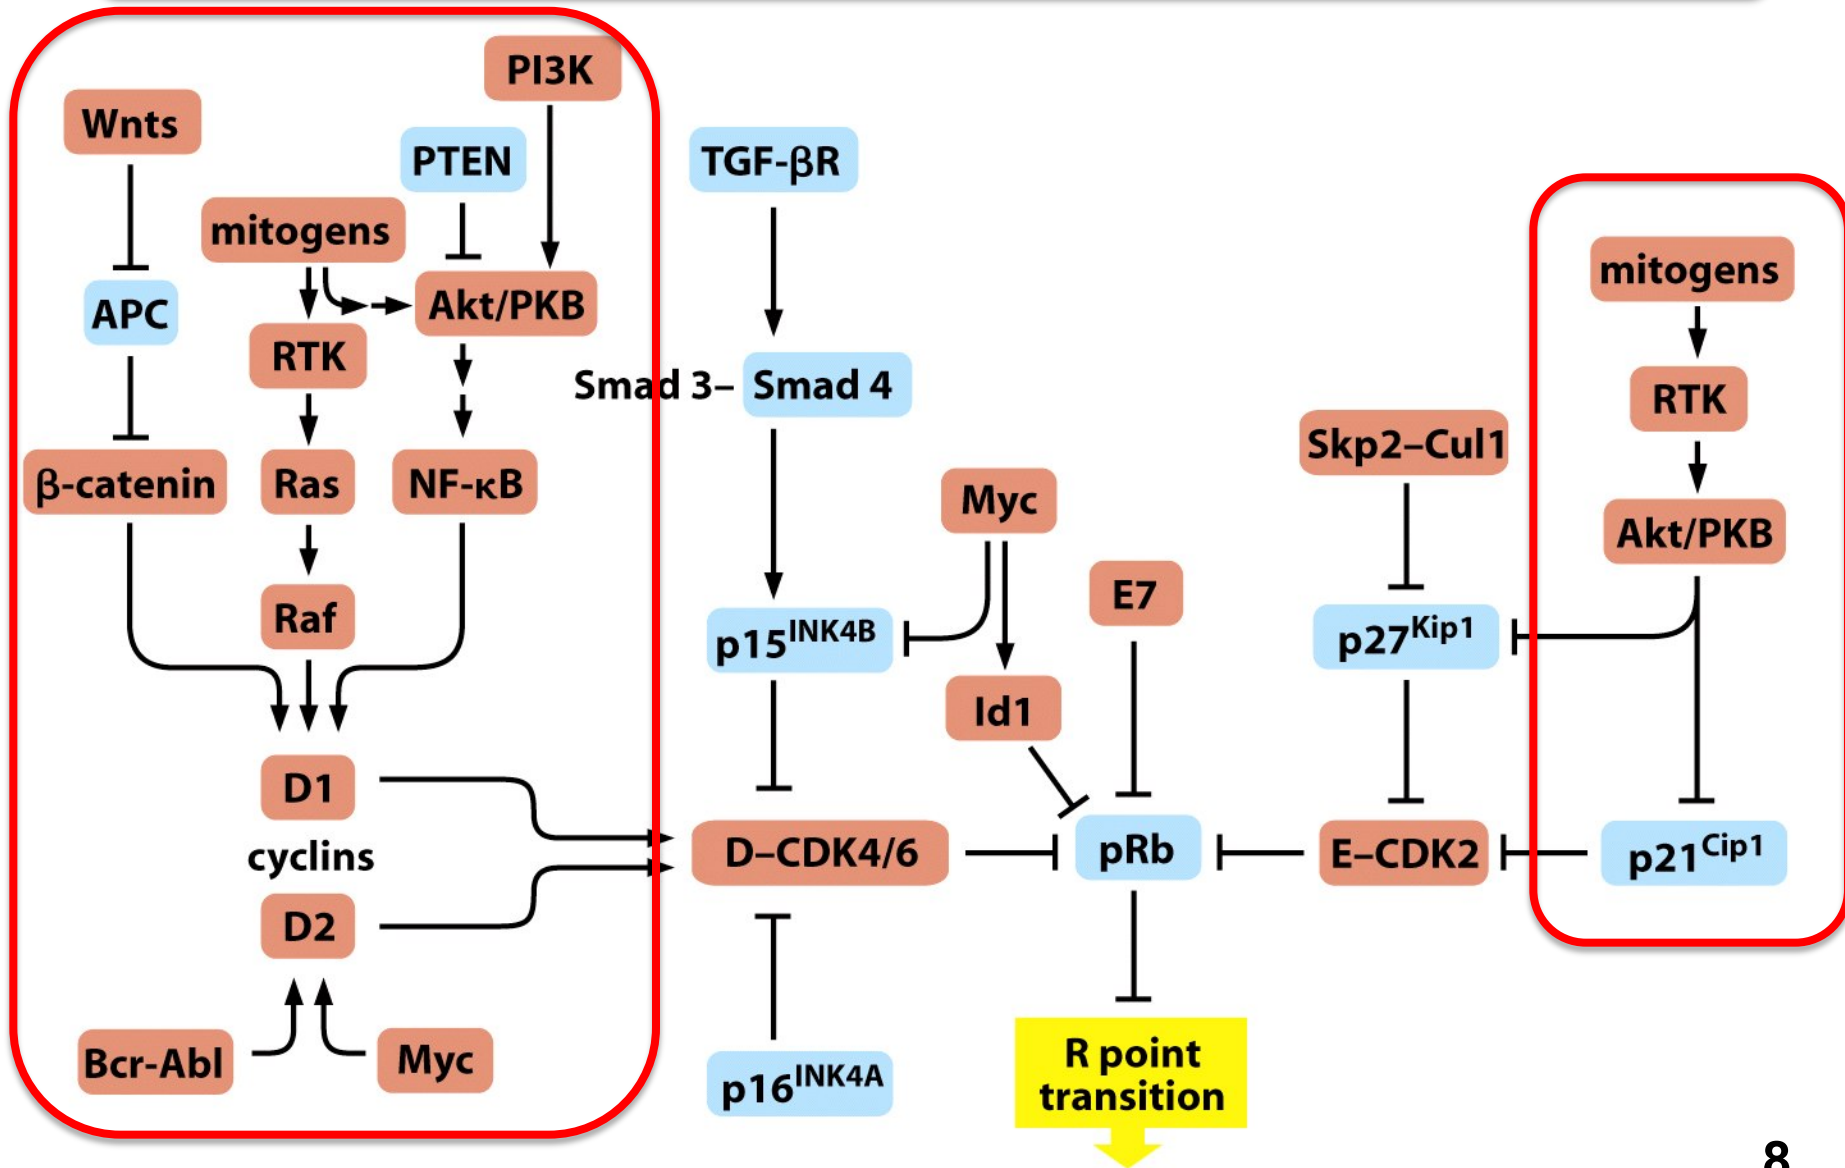 PI3K
Wnts
PTEN
TGF-βR
mitogens
mitogens
APC
Akt/PKB
RTK
Smad 3–
Smad 4
RTK
Skp2–Cul1
β-catenin
Ras
NF-κB
Myc
Akt/PKB
E7
Raf
p15INK4B
p27Kip1
Id1
D1
cyclins
D–CDK4/6
pRb
E–CDK2
p21Cip1
D2
Bcr-Abl
Myc
p16INK4A
R point
transition
8